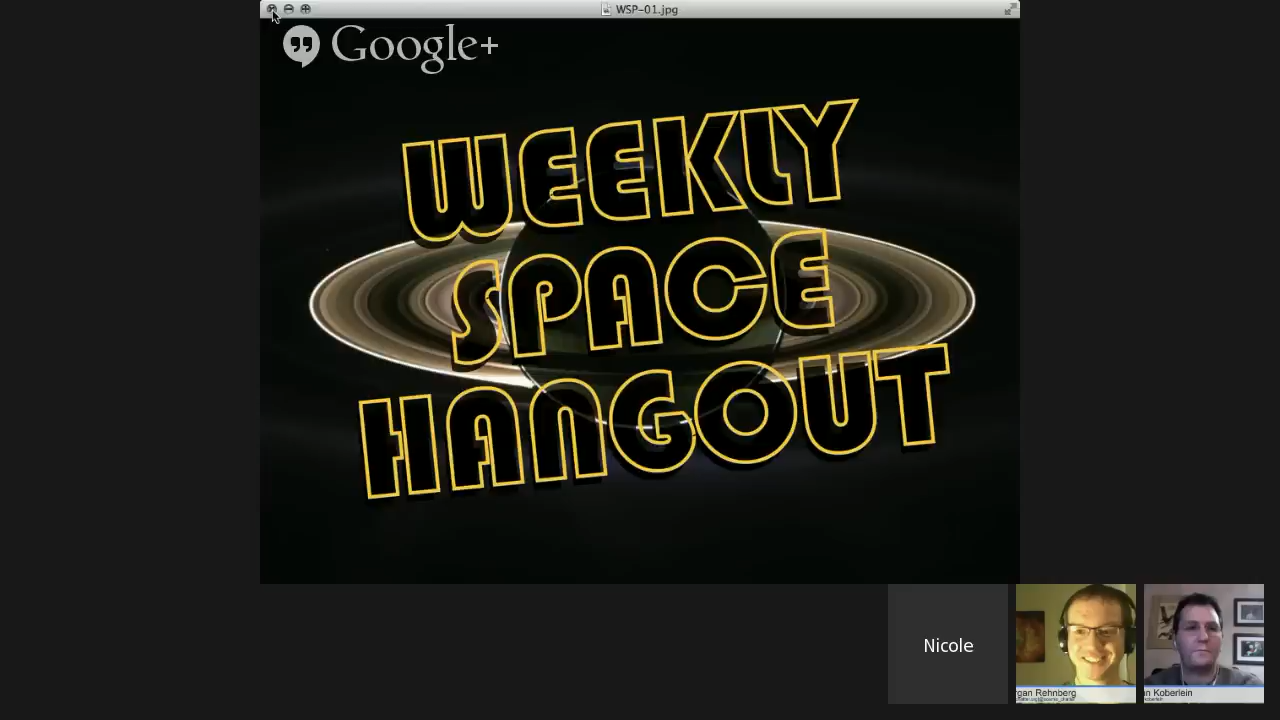 WSP-01.jpg
Google+
WEEKLY
SPACE
HANGOUT
Nicole
rgan Rehnberg
n Koberlein